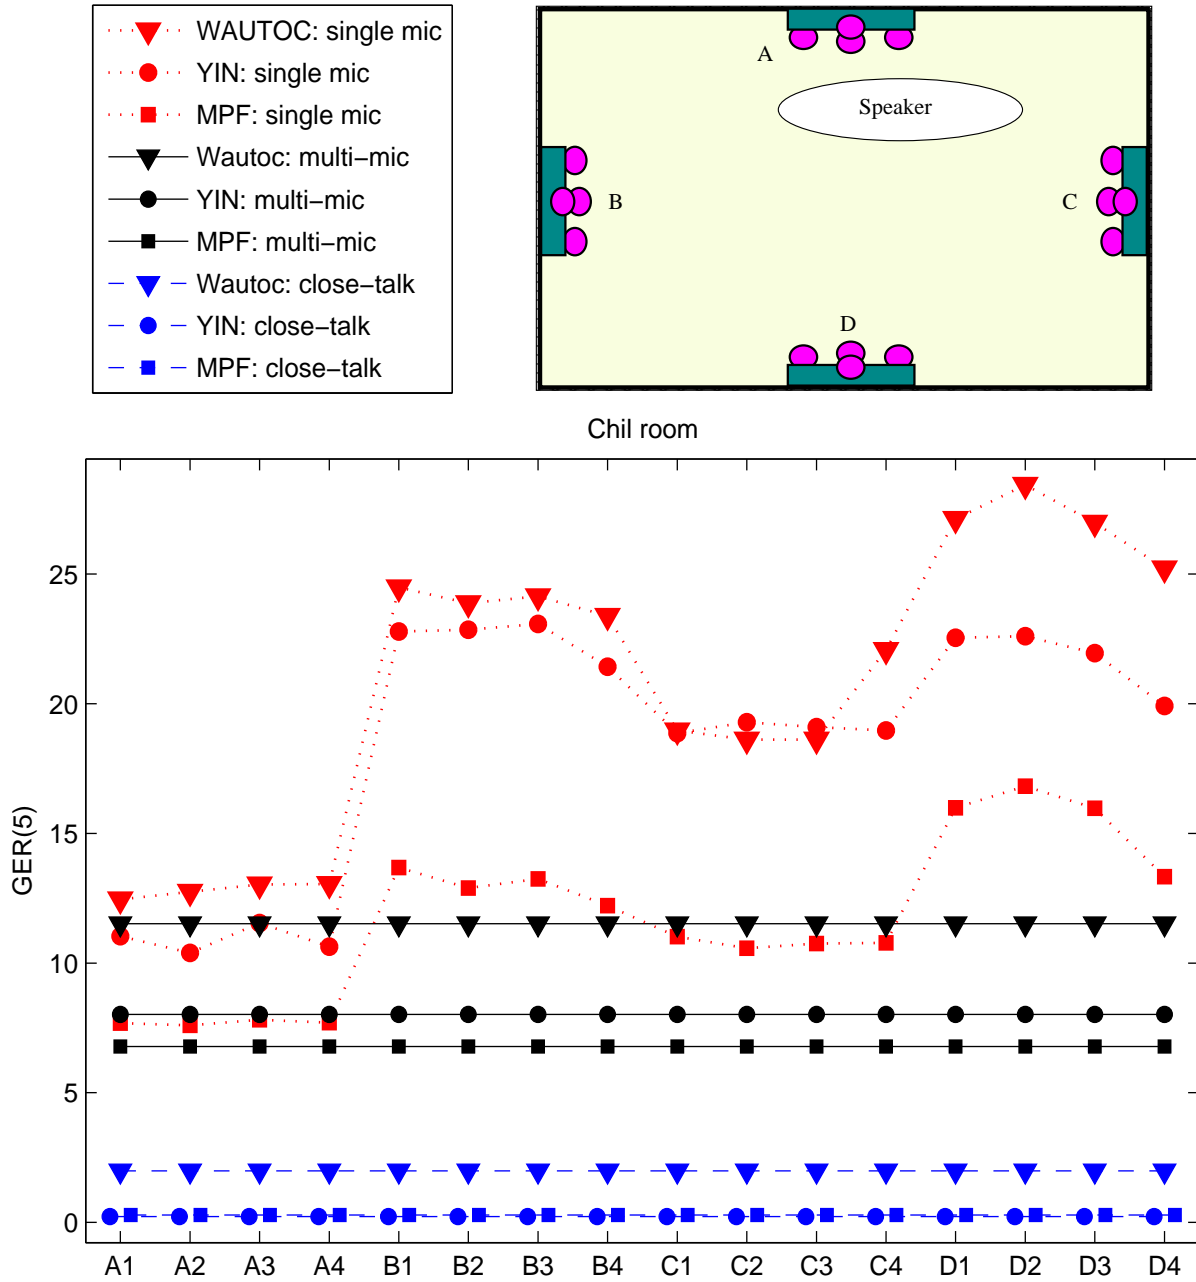 WAUTOC: single mic
YIN: single mic
MPF: single mic
Wautoc: multi−mic
YIN: multi−mic
MPF: multi−mic
Wautoc: close−talk
YIN: close−talk
MPF: close−talk
A
Speaker
B
C
D
Chil room
GER(5)
25
20
15
10
5
0
A1 A2 A3 A4 B1 B2 B3 B4 C1 C2 C3 C4 D1 D2 D3 D4